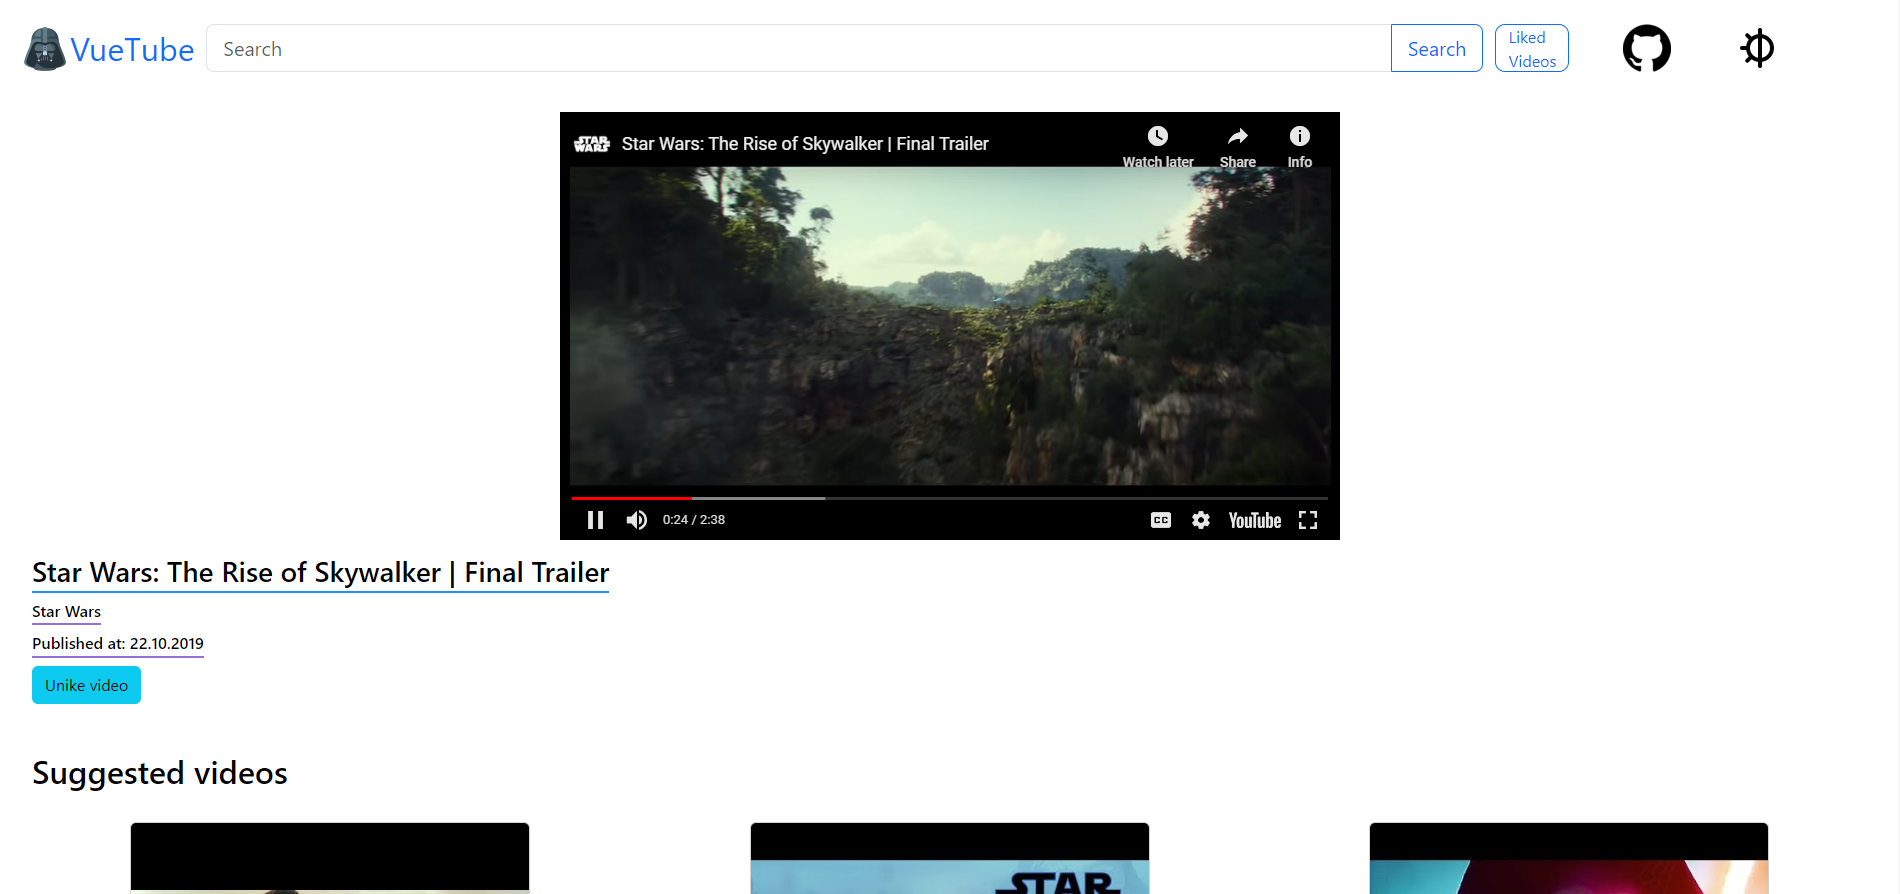 VueTube
Search
Search
Liked
Videos
STAR
WARS
Star Wars: The Rise of Skywalker | Final Trailer
Watch later
Share
Info
0:24 / 2:38
CC
YouTube
Star Wars: The Rise of Skywalker | Final Trailer
Star Wars
Published at: 22.10.2019
Unike video
Suggested videos
STAR